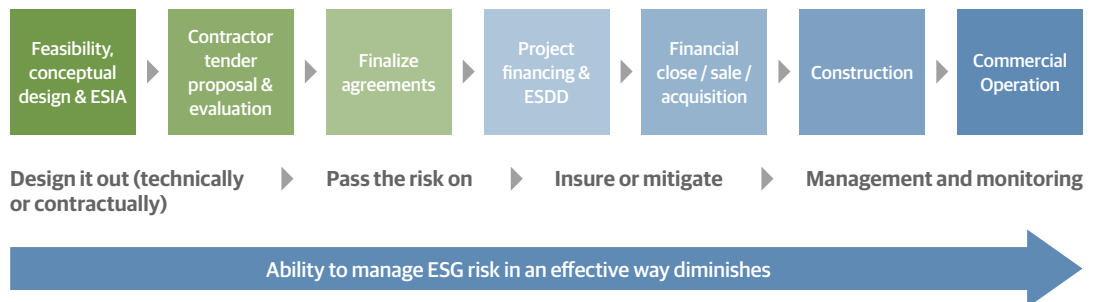 Feasibility,
conceptual
design & ESIA
Contractor
tender
proposal &
evaluation
Finalize
agreements
Project
financing &
ESDD
Financial
close / sale /
acquisition
Construction
Commercial
Operation
Design it out (technically
or contractually)
Pass the risk on
Insure or mitigate
Management and monitoring
Ability to manage ESG risk in an effective way diminishes